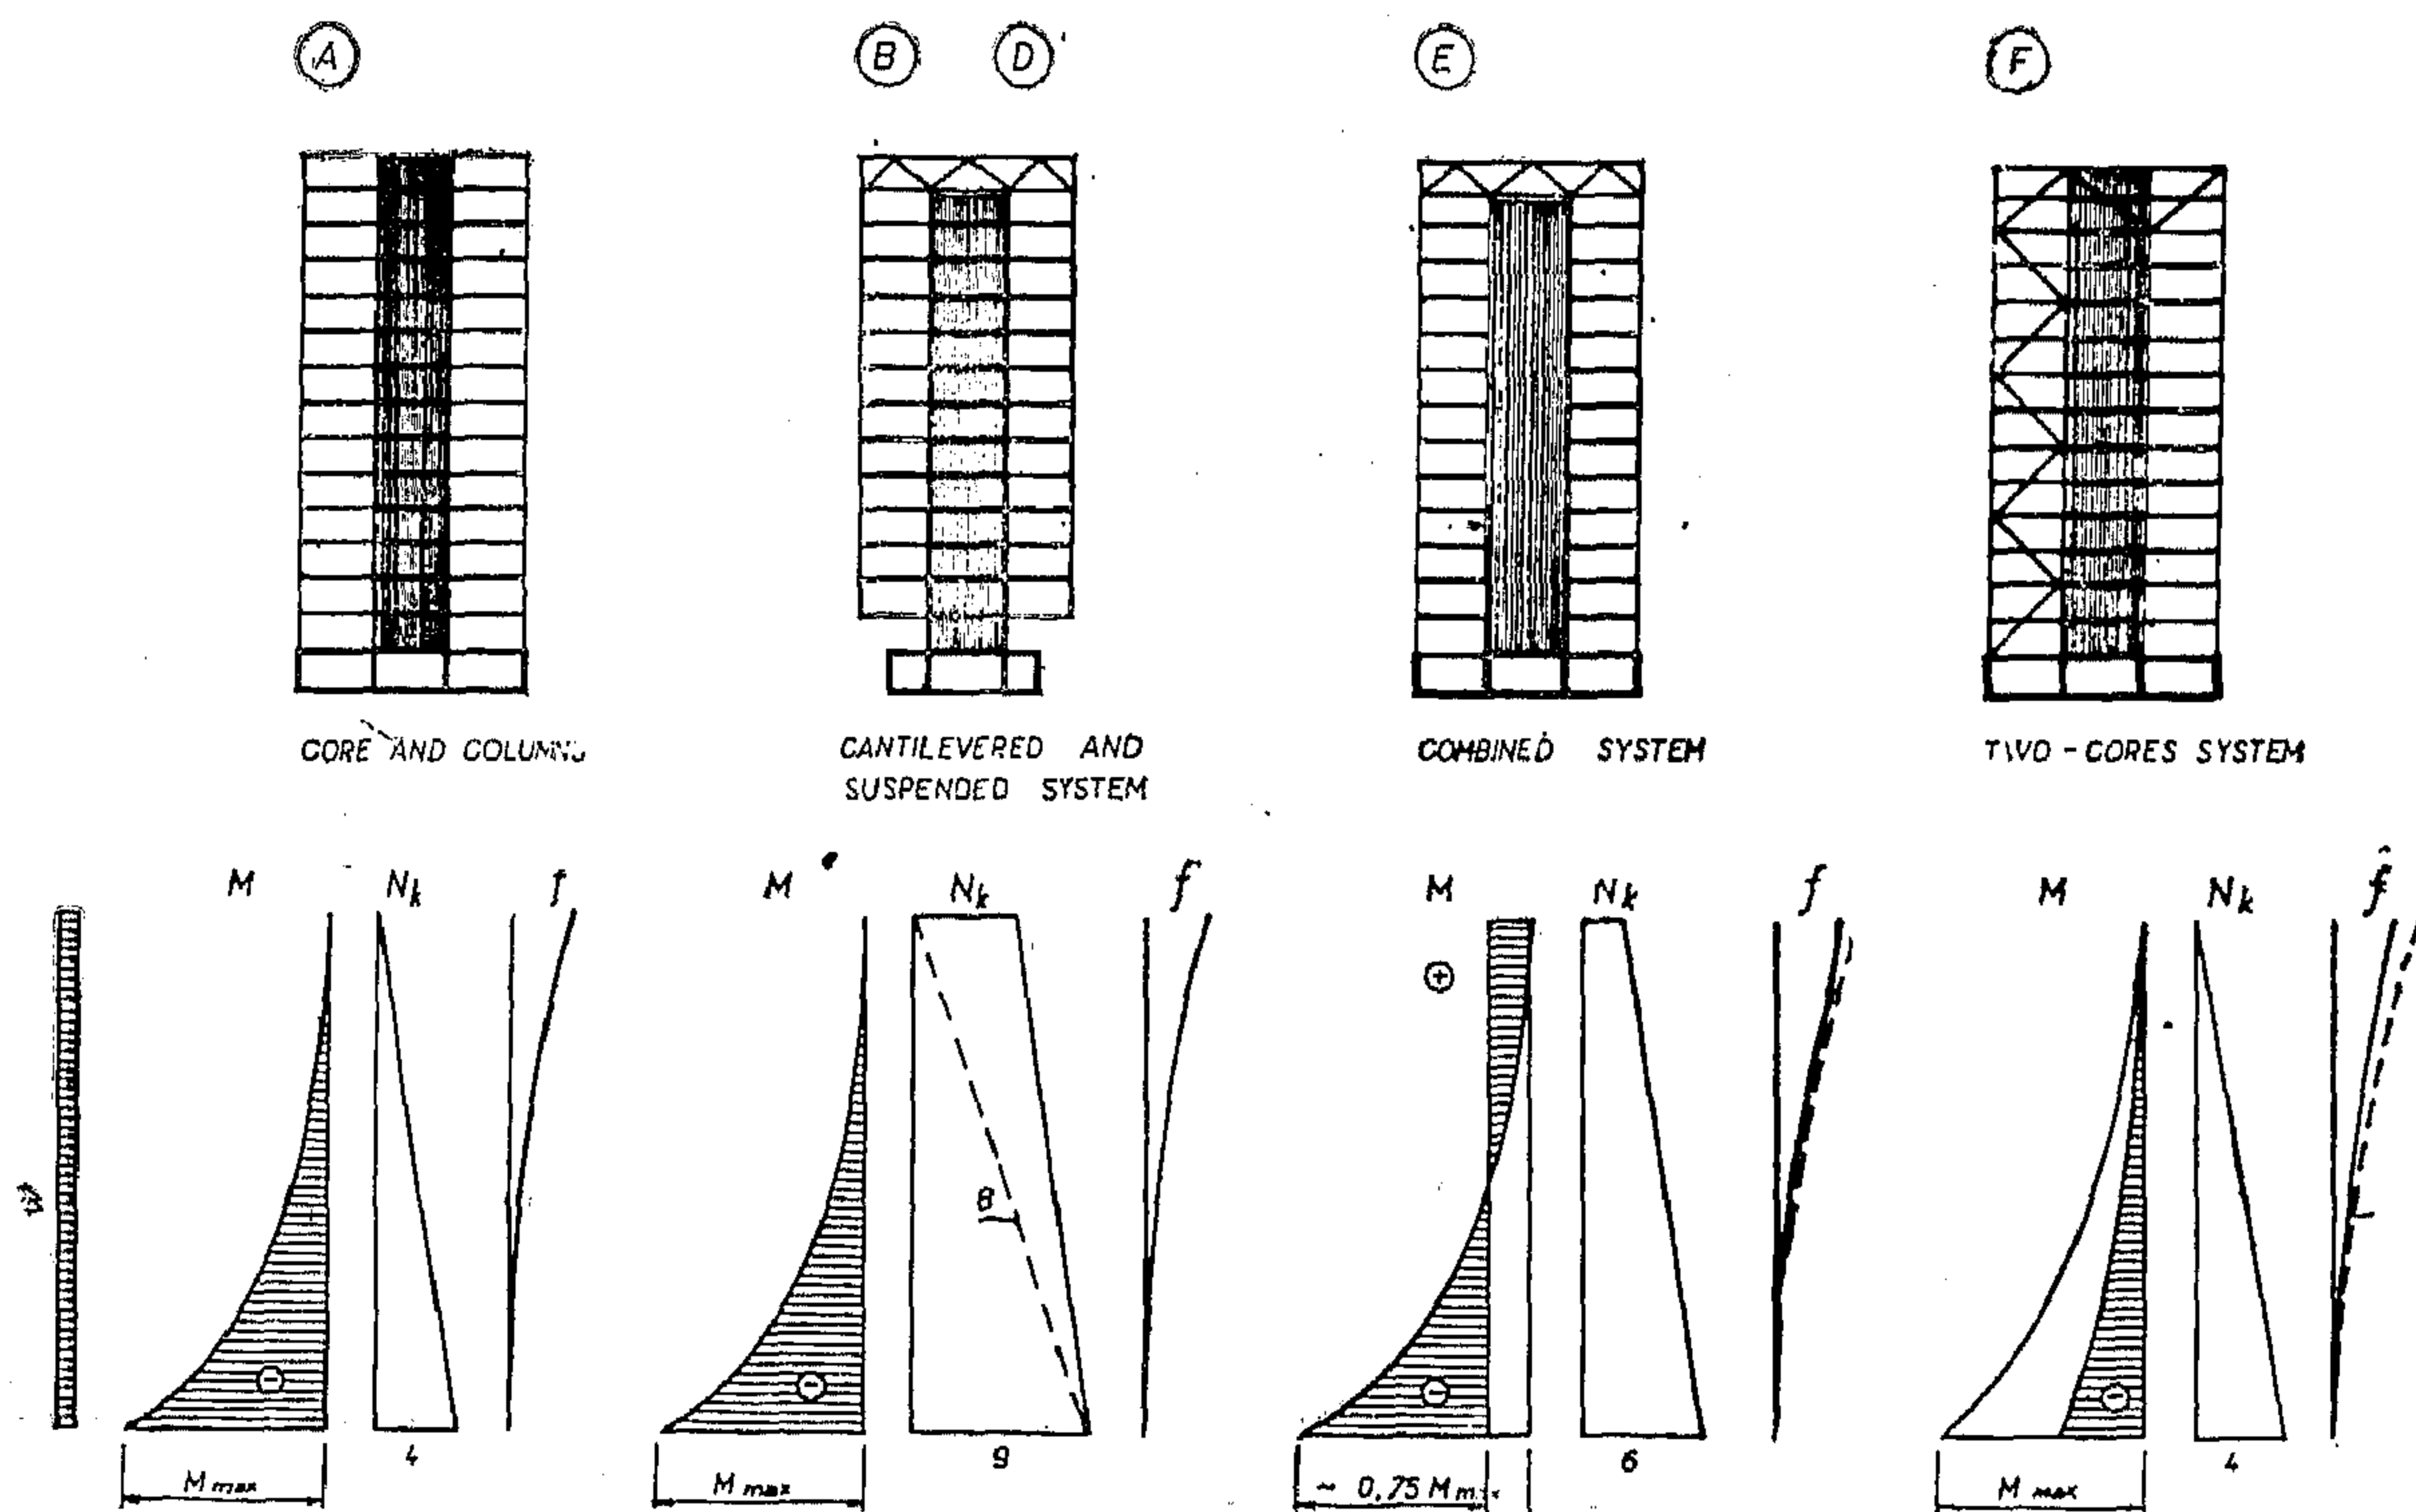 A B D E F
CORE AND COLUMNS
CANTILEVERED AND
SUSPENDED SYSTEM
COMBINED SYSTEM
TWO-CORES SYSTEM
M Nk f
M Nk f
M Nk f
M Nk f
B
+
-
-
-
-
4
9
6
4
M max
M max
~ 0,75 M max
M max